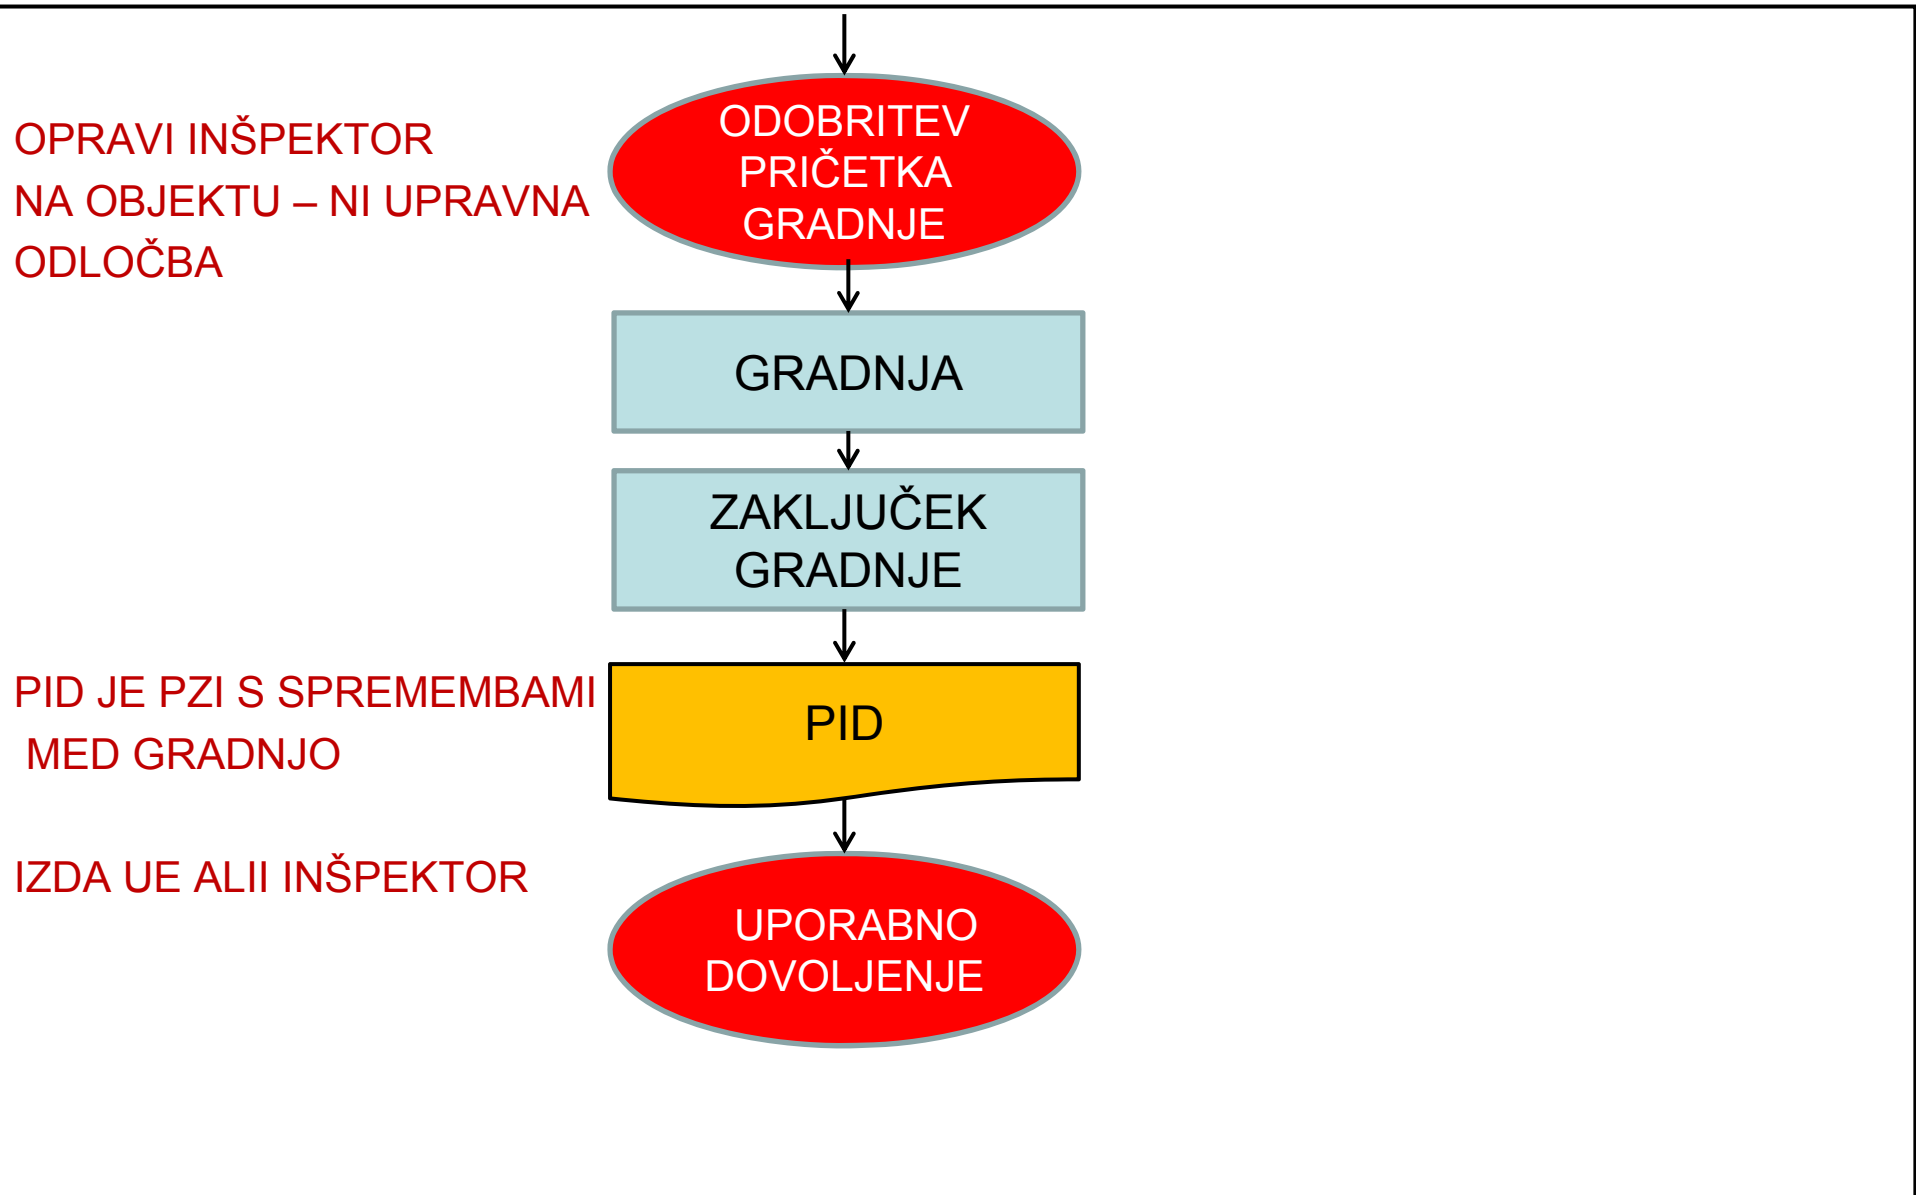 OPRAVI INŠPEKTOR
NA OBJEKTU – NI UPRAVNA
ODLOČBA
ODOBRITEV
PRIČETKA
GRADNJE
GRADNJA
ZAKLJUČEK
GRADNJE
PID JE PZI S SPREMEMBAMI
MED GRADNJO
PID
IZDA UE ALII INŠPEKTOR
UPORABNO
DOVOLJENJE